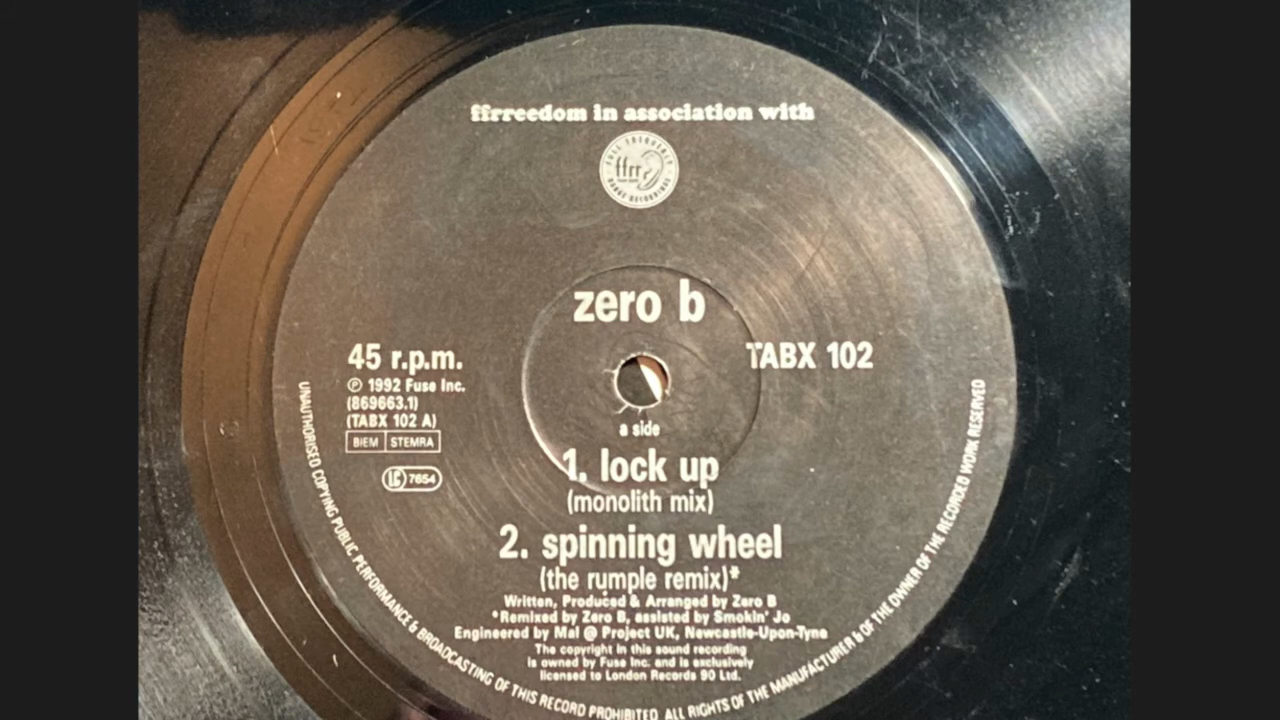 ffrreedom in association with
FULL FREQUENCY
ffrr
RANGE RECORDINGS
zero b
45 r.p.m.
TABX 102
℗ 1992 Fuse Inc.
(869663.1)
(TABX 102 A)
BIEM STEMRA
LC 7654
a side
1. lock up
(monolith mix)
2. spinning wheel
(the rumple remix)*
Written, Produced & Arranged by Zero B
*Remixed by Zero B, assisted by Smokin' Jo
Engineered by Mal @ Project UK, Newcastle-Upon-Tyne
The copyright in this sound recording
is owned by Fuse Inc. and is exclusively
licensed to London Records 90 Ltd.
UNAUTHORISED COPYING PUBLIC PERFORMANCE & BROADCASTING OF THIS RECORD PROHIBITED. ALL RIGHTS OF THE MANUFACTURER & OF THE OWNER OF THE RECORDED WORK RESERVED